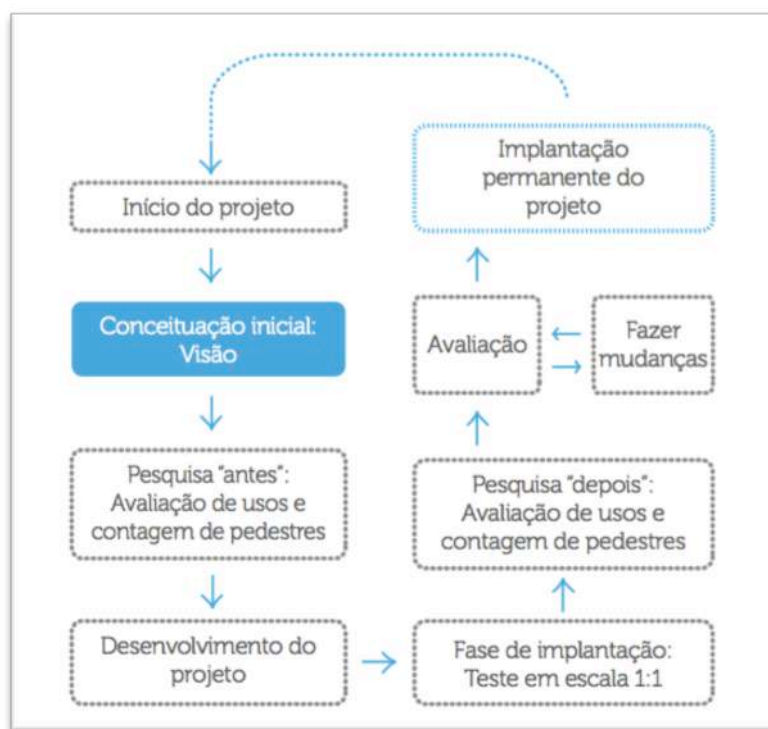 Início do projeto
Conceituação inicial:
Visão
Pesquisa "antes":
Avaliação de usos e
contagem de pedestres
Desenvolvimento do
projeto
Fase de implantação:
Teste em escala 1:1
Pesquisa "depois":
Avaliação de usos e
contagem de pedestres
Avaliação
Fazer
mudanças
Implantação
permanente do
projeto